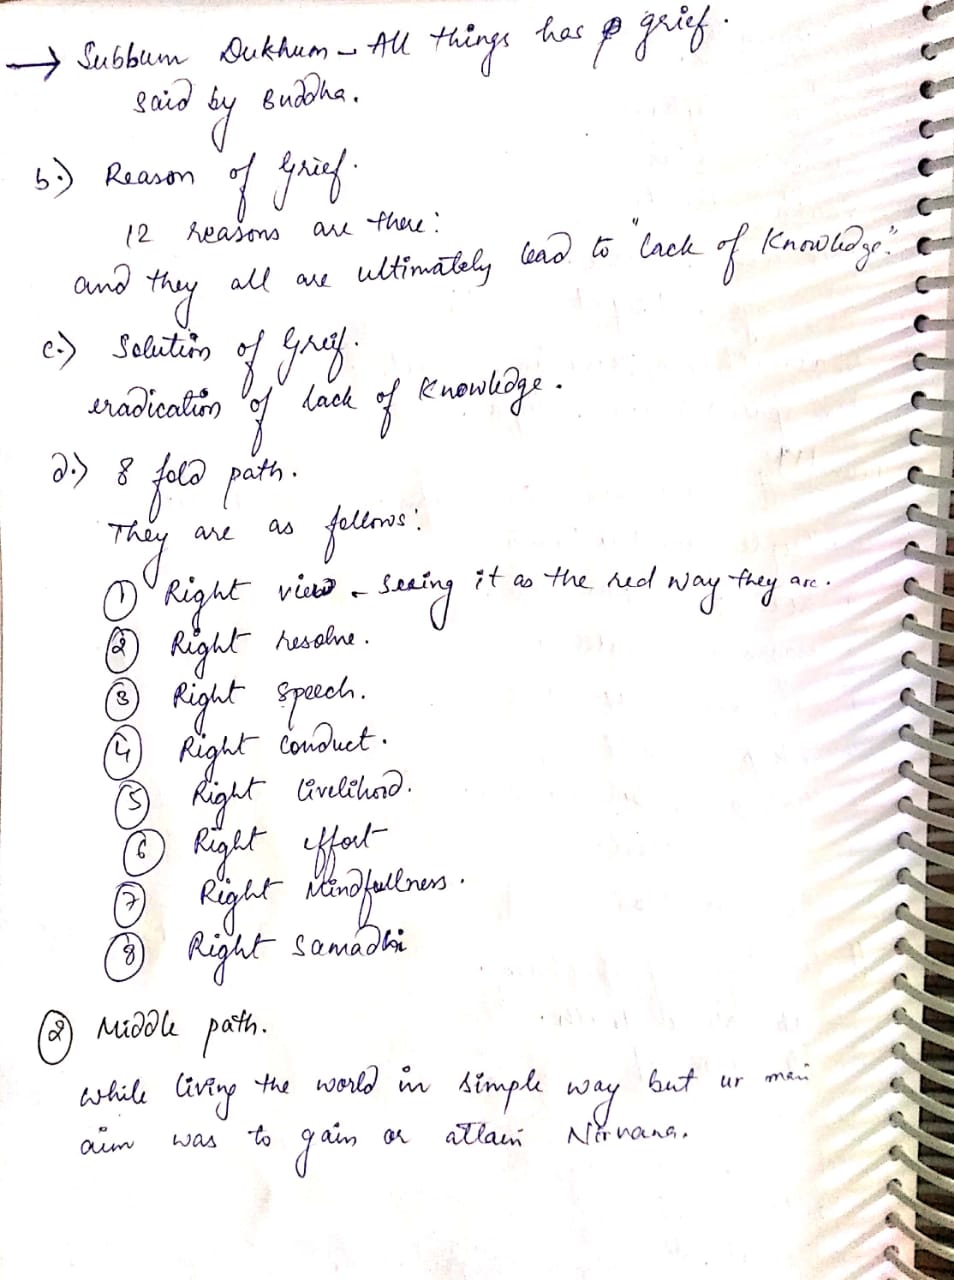 → Subbum Dukhum - All things has grief.
said by Buddha.
b.) Reason of Grief.
12 reasons are there:
and they all are ultimately lead to "lack of Knowledge."
c.) Solution of Grief.
eradication of lack of Knowledge.
d.) 8 fold path.
They are as follows:
① Right view - seeing it as the real way they are.
② Right resolve.
③ Right speech.
④ Right conduct.
⑤ Right livelihood.
⑥ Right effort
⑦ Right Mindfullness.
⑧ Right samadhi
② Middle path.
while living the world in simple way but ur main
aim was to gain or attain Nirvana.